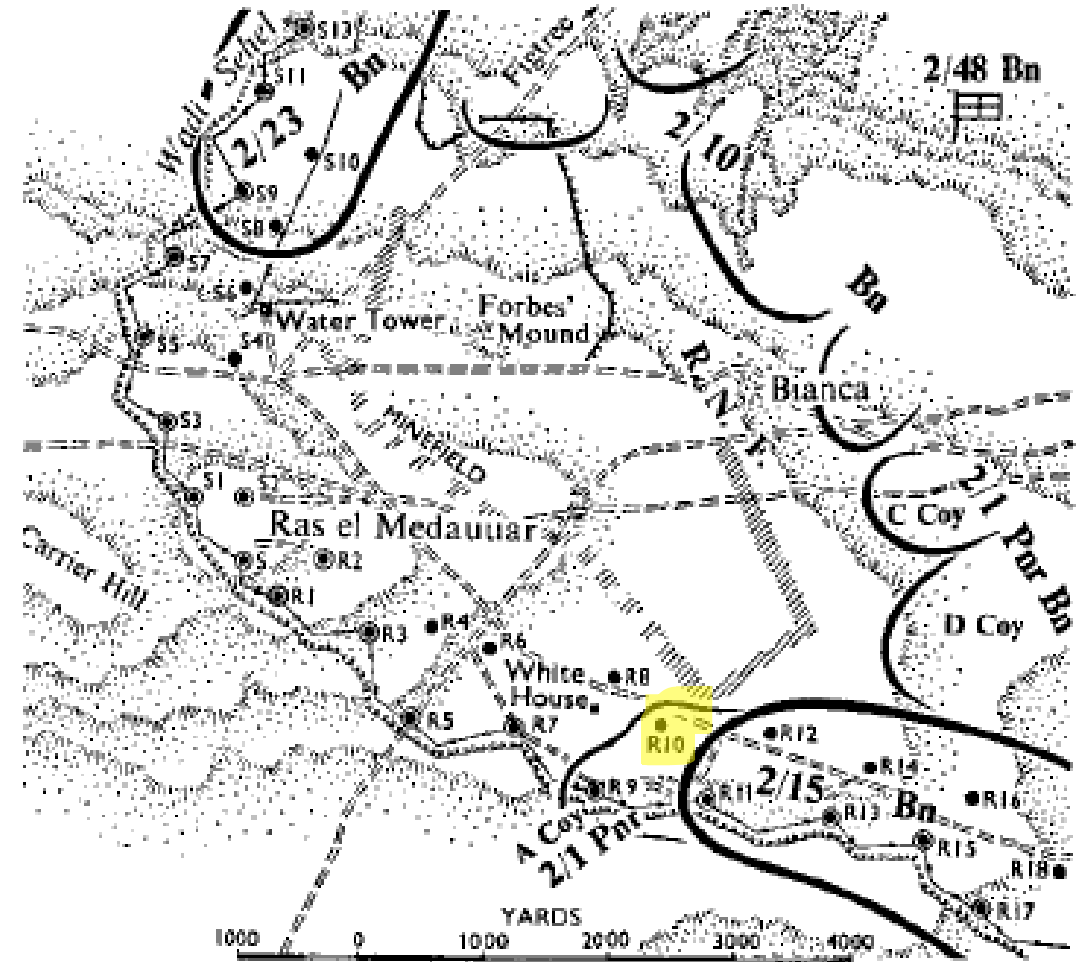 S13
Wadi Sehel
S11
Bn
Figtree
2/48 Bn
2/23
2/10
S10
S9
S8
S7
S6
Bn
Water Tower
Forbes'
Mound
S5
S4
R. N. F.
Bianca
S3
MINEFIELD
S1
S2
2/1 Pnr Bn
C Coy
Ras el Medauuar
Carrier Hill
S
R2
R1
D Coy
R3
R4
R6
White
House
R8
R5
R7
R10
R12
R14
R9
R11
2/15
Bn
R16
R13
A Coy
2/1 Pnr
R15
R18
R17
YARDS
1000 0 1000 2000 3000 4000